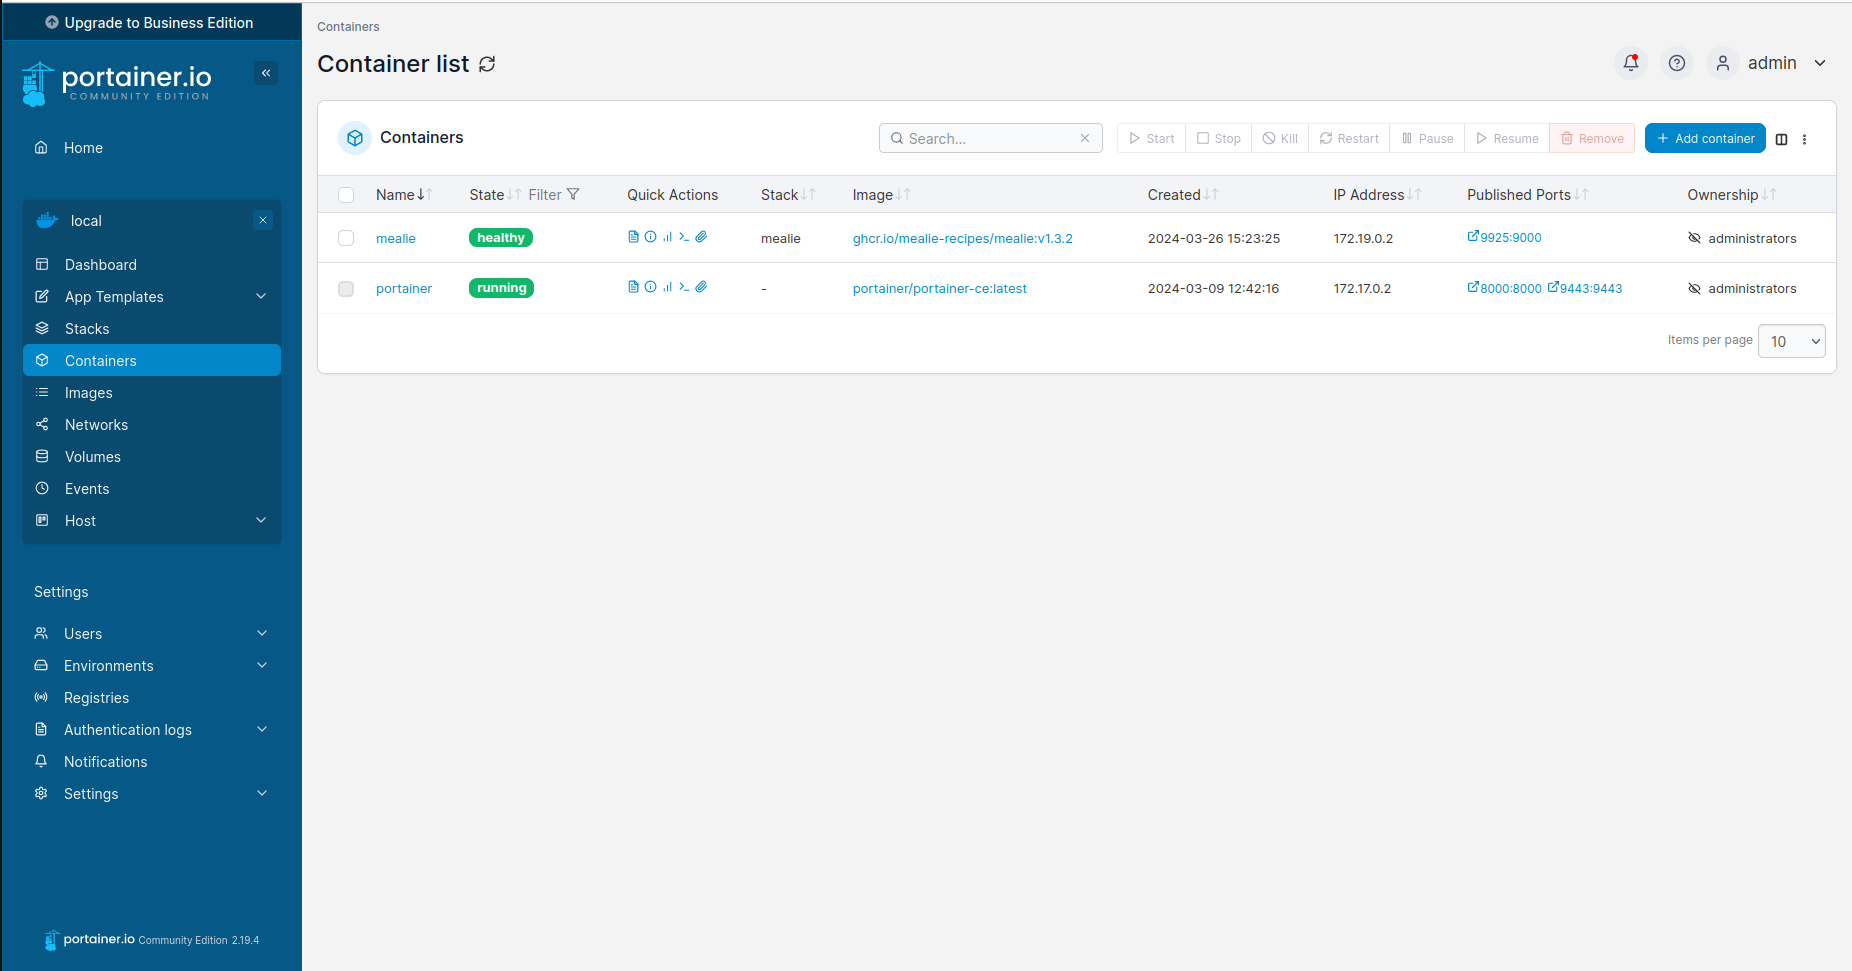 Upgrade to Business Edition
portainer.io
COMMUNITY EDITION
Home
local
Dashboard
App Templates
Stacks
Containers
Images
Networks
Volumes
Events
Host
Settings
Users
Environments
Registries
Authentication logs
Notifications
Settings
portainer.io Community Edition 2.19.4
Containers
Container list
admin
Containers
Search...
Start Stop Kill Restart Pause Resume Remove Add container
Name State Filter Quick Actions Stack Image Created IP Address Published Ports Ownership
mealie healthy mealie ghcr.io/mealie-recipes/mealie:v1.3.2 2024-03-26 15:23:25 172.19.0.2 9925:9000 administrators
portainer running - portainer/portainer-ce:latest 2024-03-09 12:42:16 172.17.0.2 8000:8000 9443:9443 administrators
Items per page 10